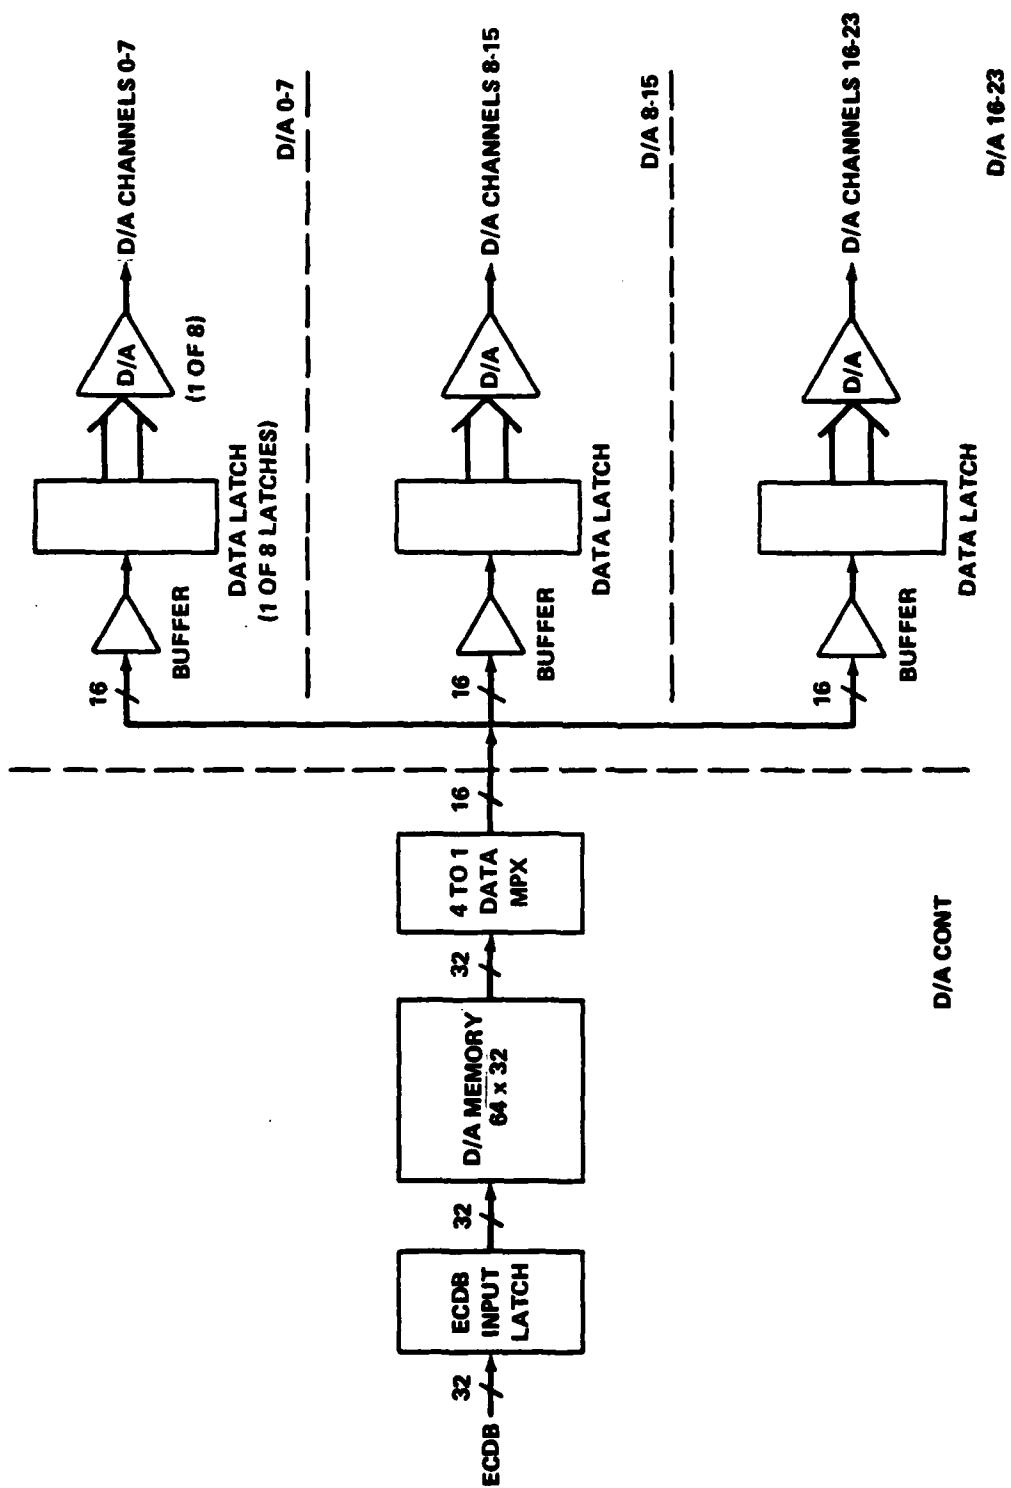 ECDB
32
ECDB
INPUT
LATCH
32
D/A MEMORY
64 x 32
32
4 TO 1
DATA
MPX
16
D/A CONT
16
BUFFER
DATA LATCH
(1 OF 8 LATCHES)
D/A
(1 OF 8)
D/A CHANNELS 0-7
D/A 0-7
16
BUFFER
DATA LATCH
D/A
D/A CHANNELS 8-15
D/A 8-15
16
BUFFER
DATA LATCH
D/A
D/A CHANNELS 16-23
D/A 16-23